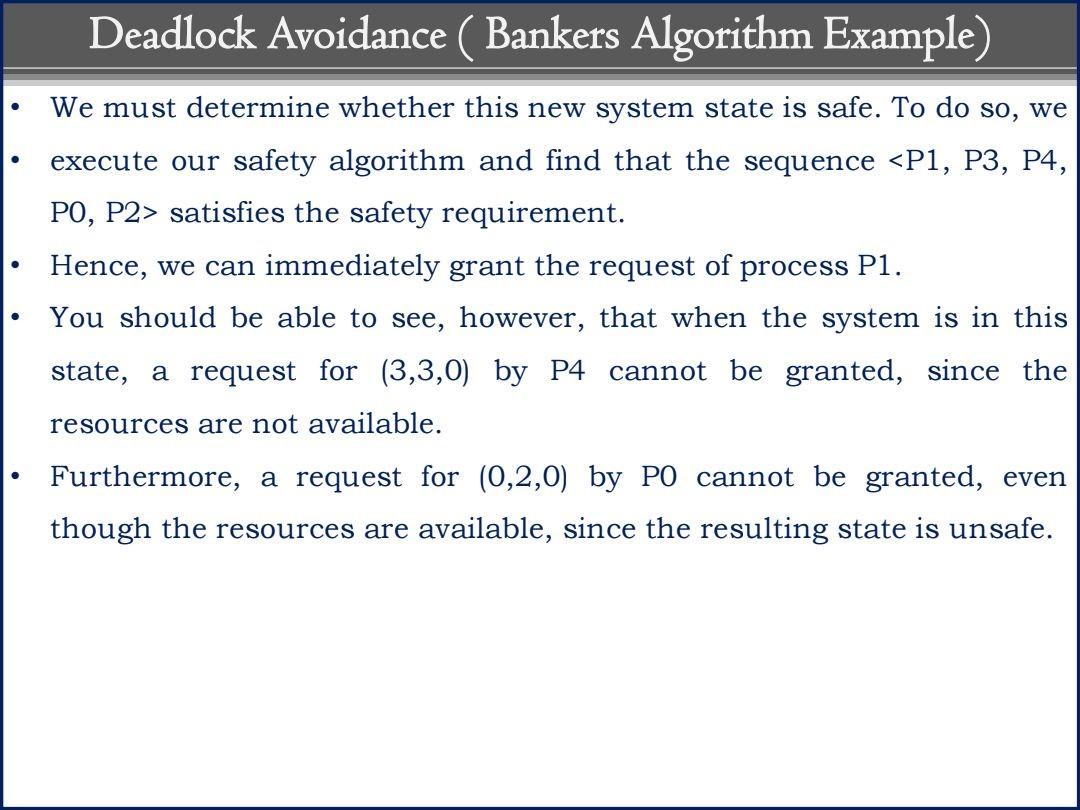 Deadlock Avoidance ( Bankers Algorithm Example)
• We must determine whether this new system state is safe. To do so, we
• execute our safety algorithm and find that the sequence <P1, P3, P4,
P0, P2> satisfies the safety requirement.
• Hence, we can immediately grant the request of process P1.
• You should be able to see, however, that when the system is in this
state, a request for (3,3,0) by P4 cannot be granted, since the
resources are not available.
• Furthermore, a request for (0,2,0) by P0 cannot be granted, even
though the resources are available, since the resulting state is unsafe.